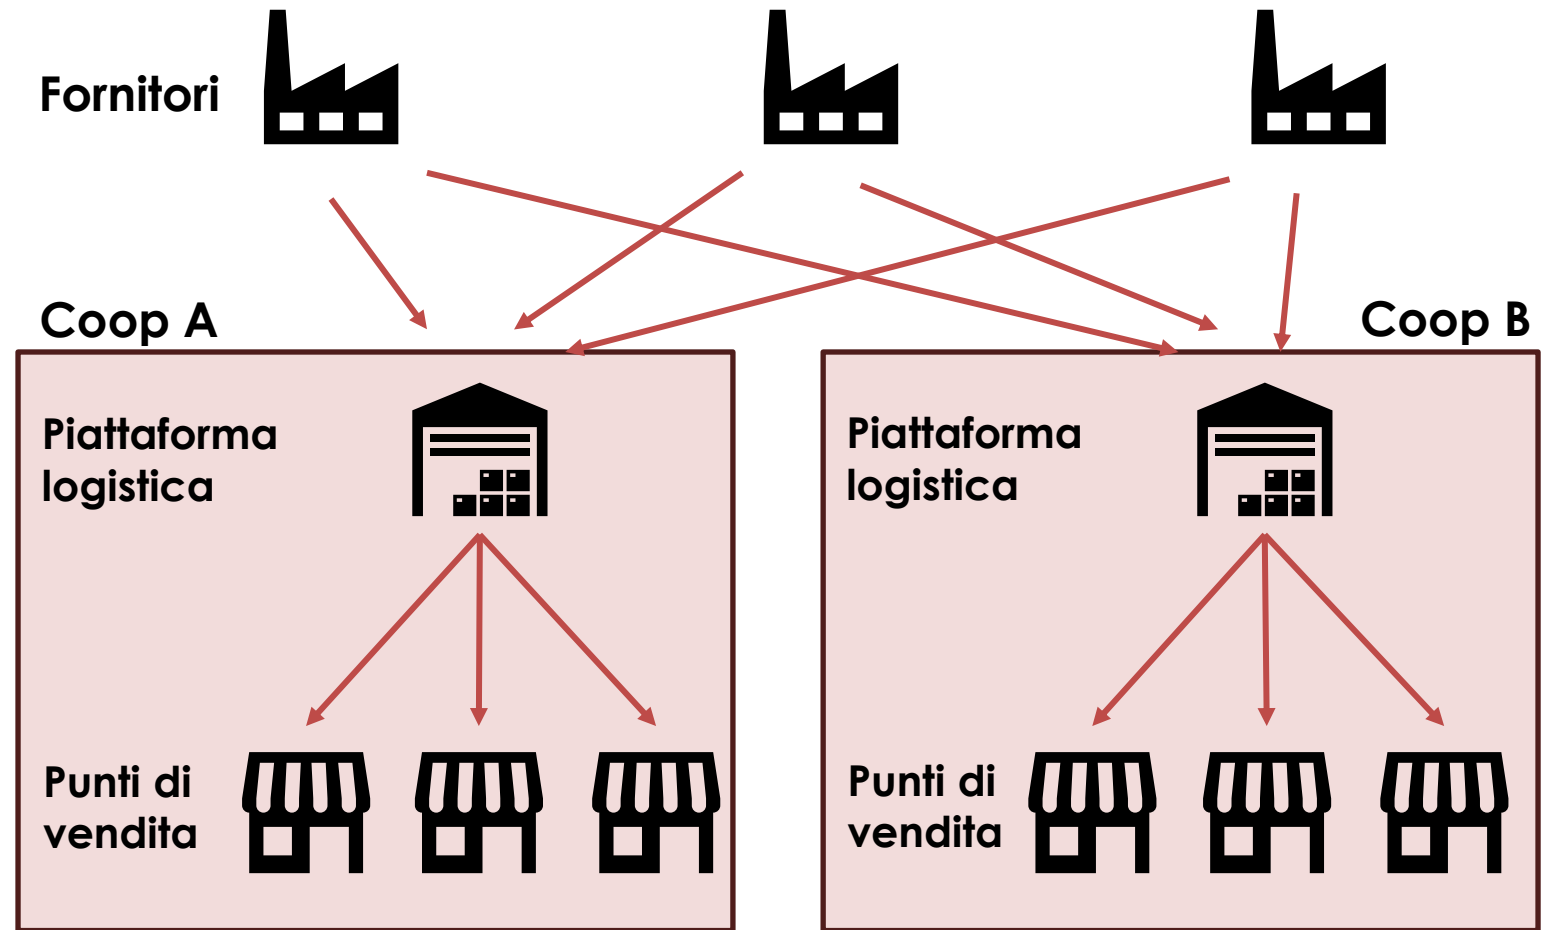 Fornitori
Coop A
Coop B
Piattaforma
logistica
Piattaforma
logistica
Punti di
vendita
Punti di
vendita